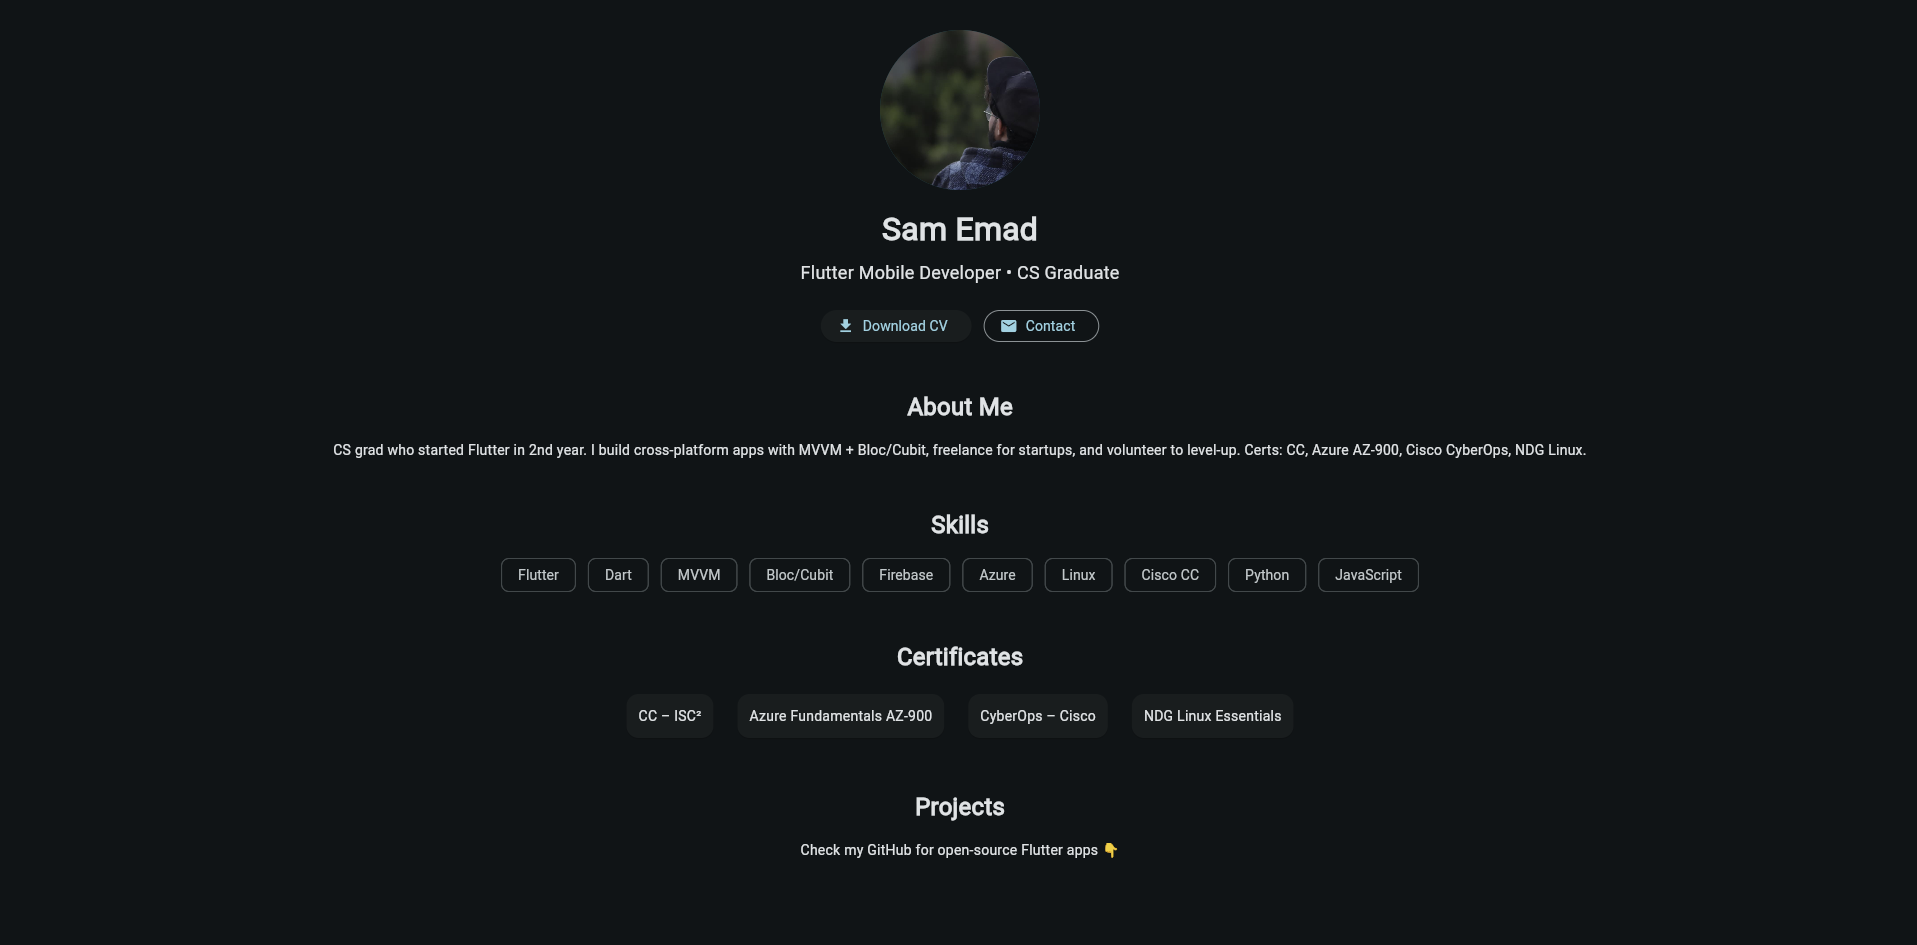 Sam Emad
Flutter Mobile Developer • CS Graduate
Download CV
Contact
About Me
CS grad who started Flutter in 2nd year. I build cross-platform apps with MVVM + Bloc/Cubit, freelance for startups, and volunteer to level-up. Certs: CC, Azure AZ-900, Cisco CyberOps, NDG Linux.
Skills
Flutter
Dart
MVVM
Bloc/Cubit
Firebase
Azure
Linux
Cisco CC
Python
JavaScript
Certificates
CC – ISC²
Azure Fundamentals AZ-900
CyberOps – Cisco
NDG Linux Essentials
Projects
Check my GitHub for open-source Flutter apps 👇